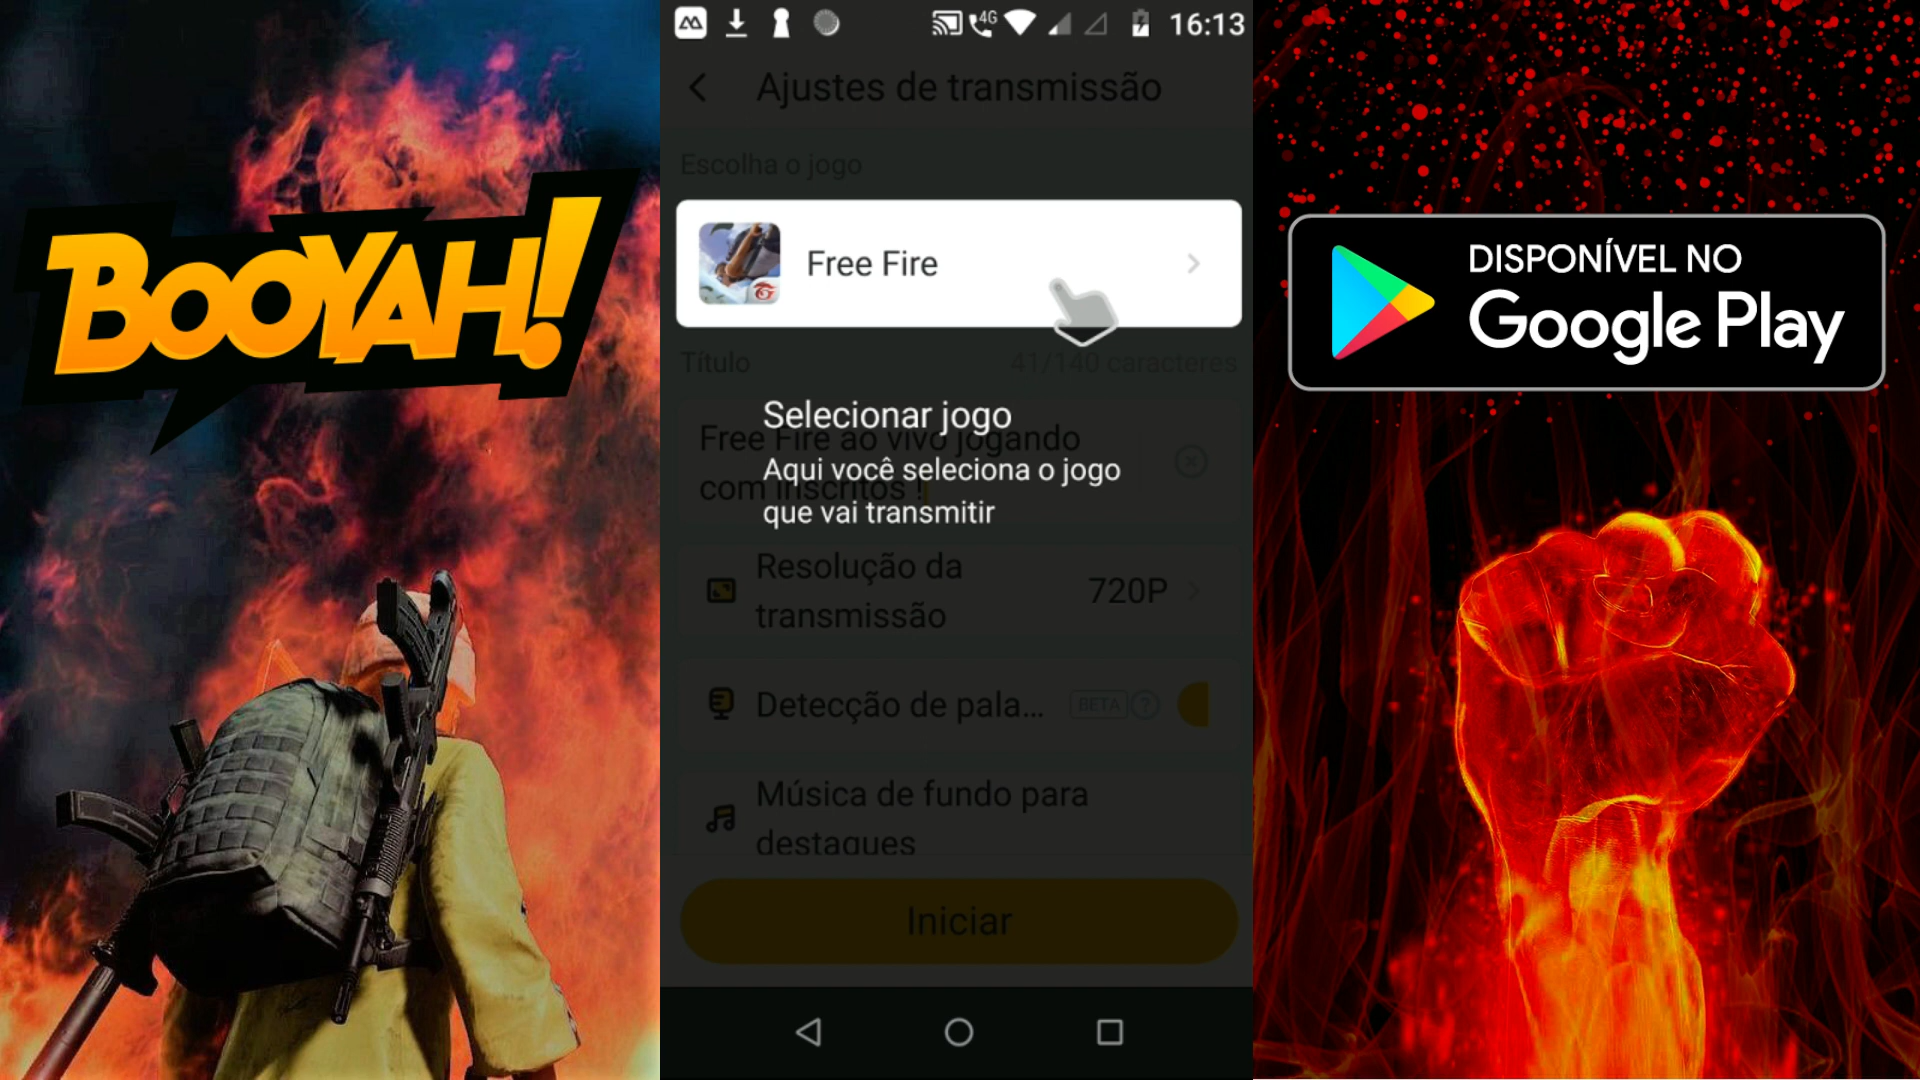 BOOYAH!
4G
16:13
Ajustes de transmissão
Escolha o jogo
Free Fire
Título 41/140 caracteres
Free Fire ao vivo jogando
com inscritos !
Selecionar jogo
Aqui você seleciona o jogo
que vai transmitir
Resolução da
transmissão
720P
Detecção de pala... BETA ?
Música de fundo para
destaques
Iniciar
DISPONÍVEL NO
Google Play